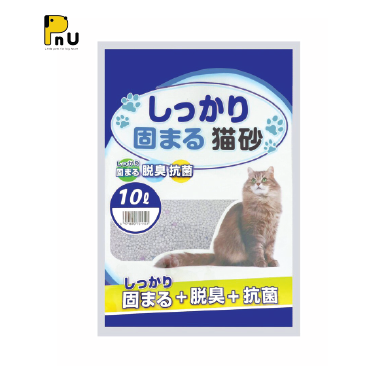 PnU
しっかり
固まる 猫砂
しっかり
固まる 脱臭 抗菌
10ℓ
しっかり
固まる+脱臭+抗菌